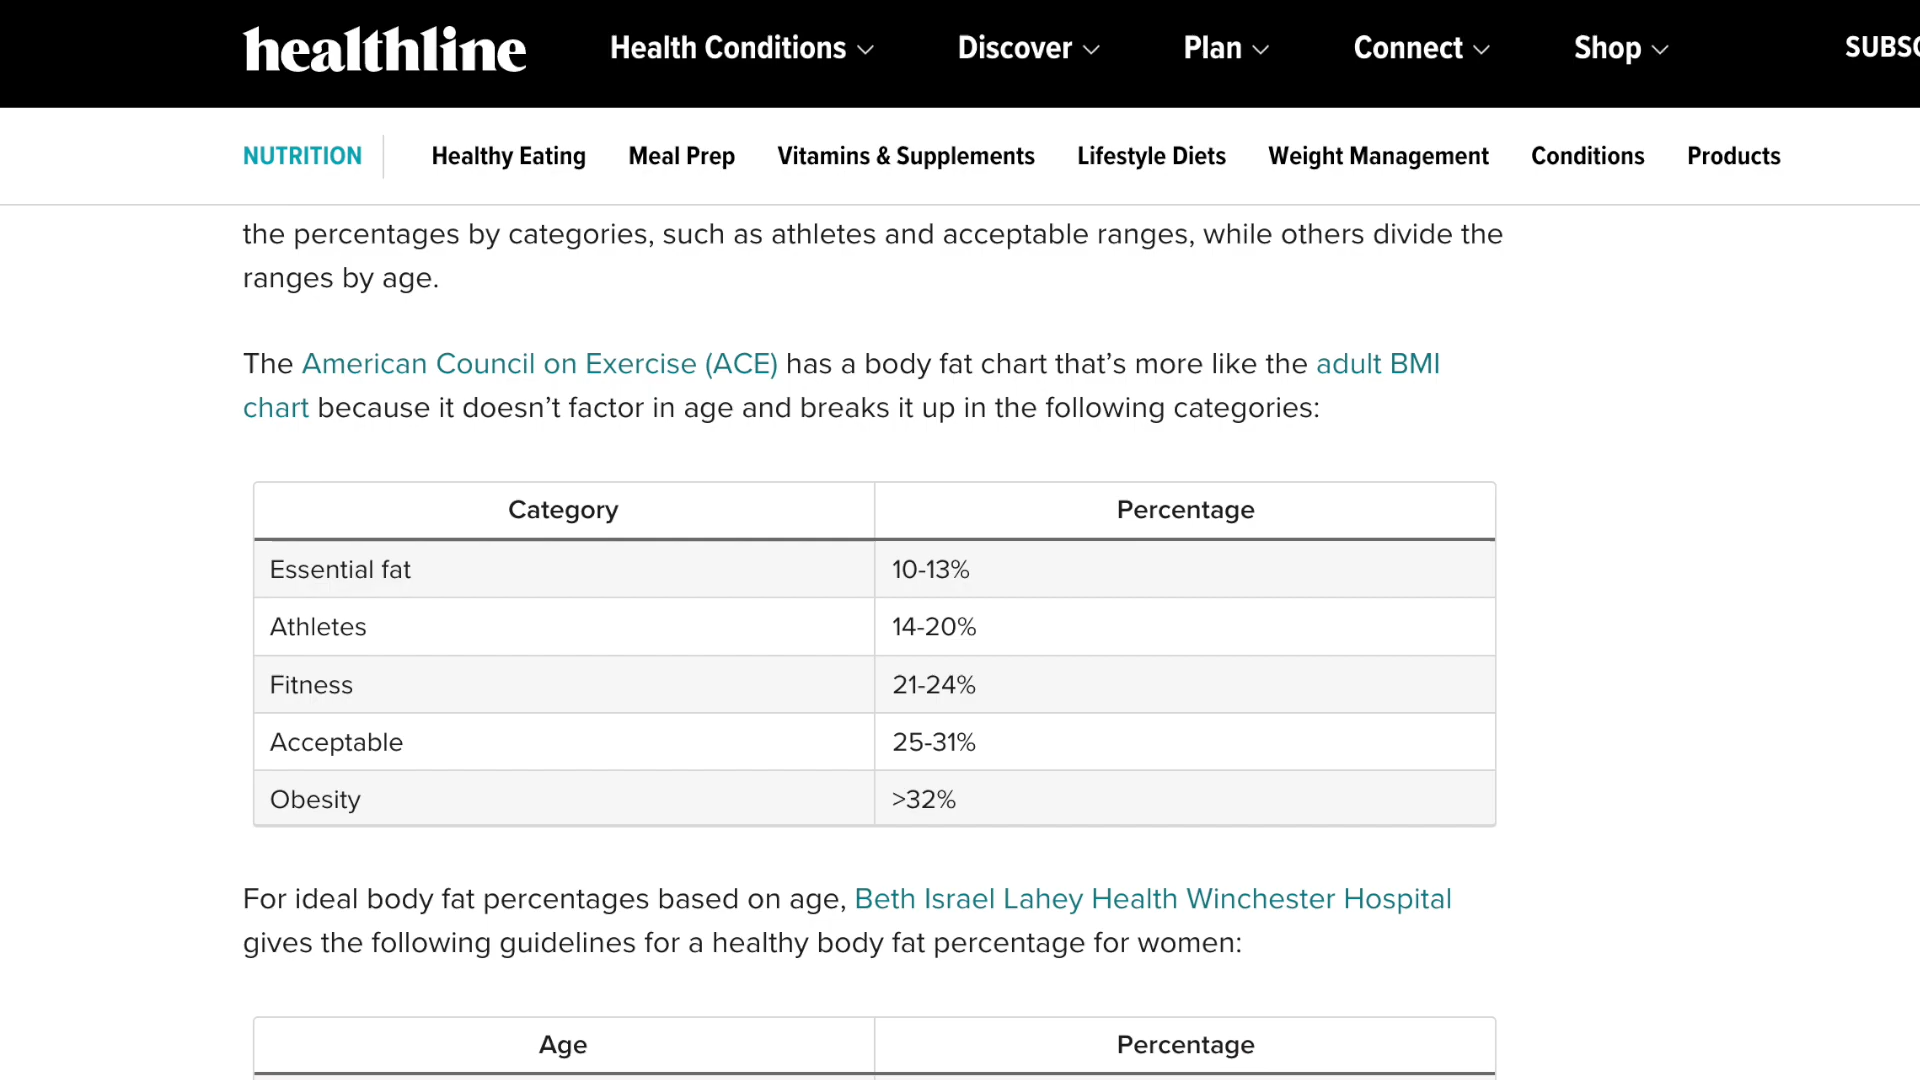 healthline Health Conditions Discover Plan Connect Shop SUBSC
NUTRITION Healthy Eating Meal Prep Vitamins & Supplements Lifestyle Diets Weight Management Conditions Products
the percentages by categories, such as athletes and acceptable ranges, while others divide the
ranges by age.
The American Council on Exercise (ACE) has a body fat chart that’s more like the adult BMI
chart because it doesn’t factor in age and breaks it up in the following categories:
Category Percentage
Essential fat 10-13%
Athletes 14-20%
Fitness 21-24%
Acceptable 25-31%
Obesity >32%
For ideal body fat percentages based on age, Beth Israel Lahey Health Winchester Hospital
gives the following guidelines for a healthy body fat percentage for women:
Age Percentage